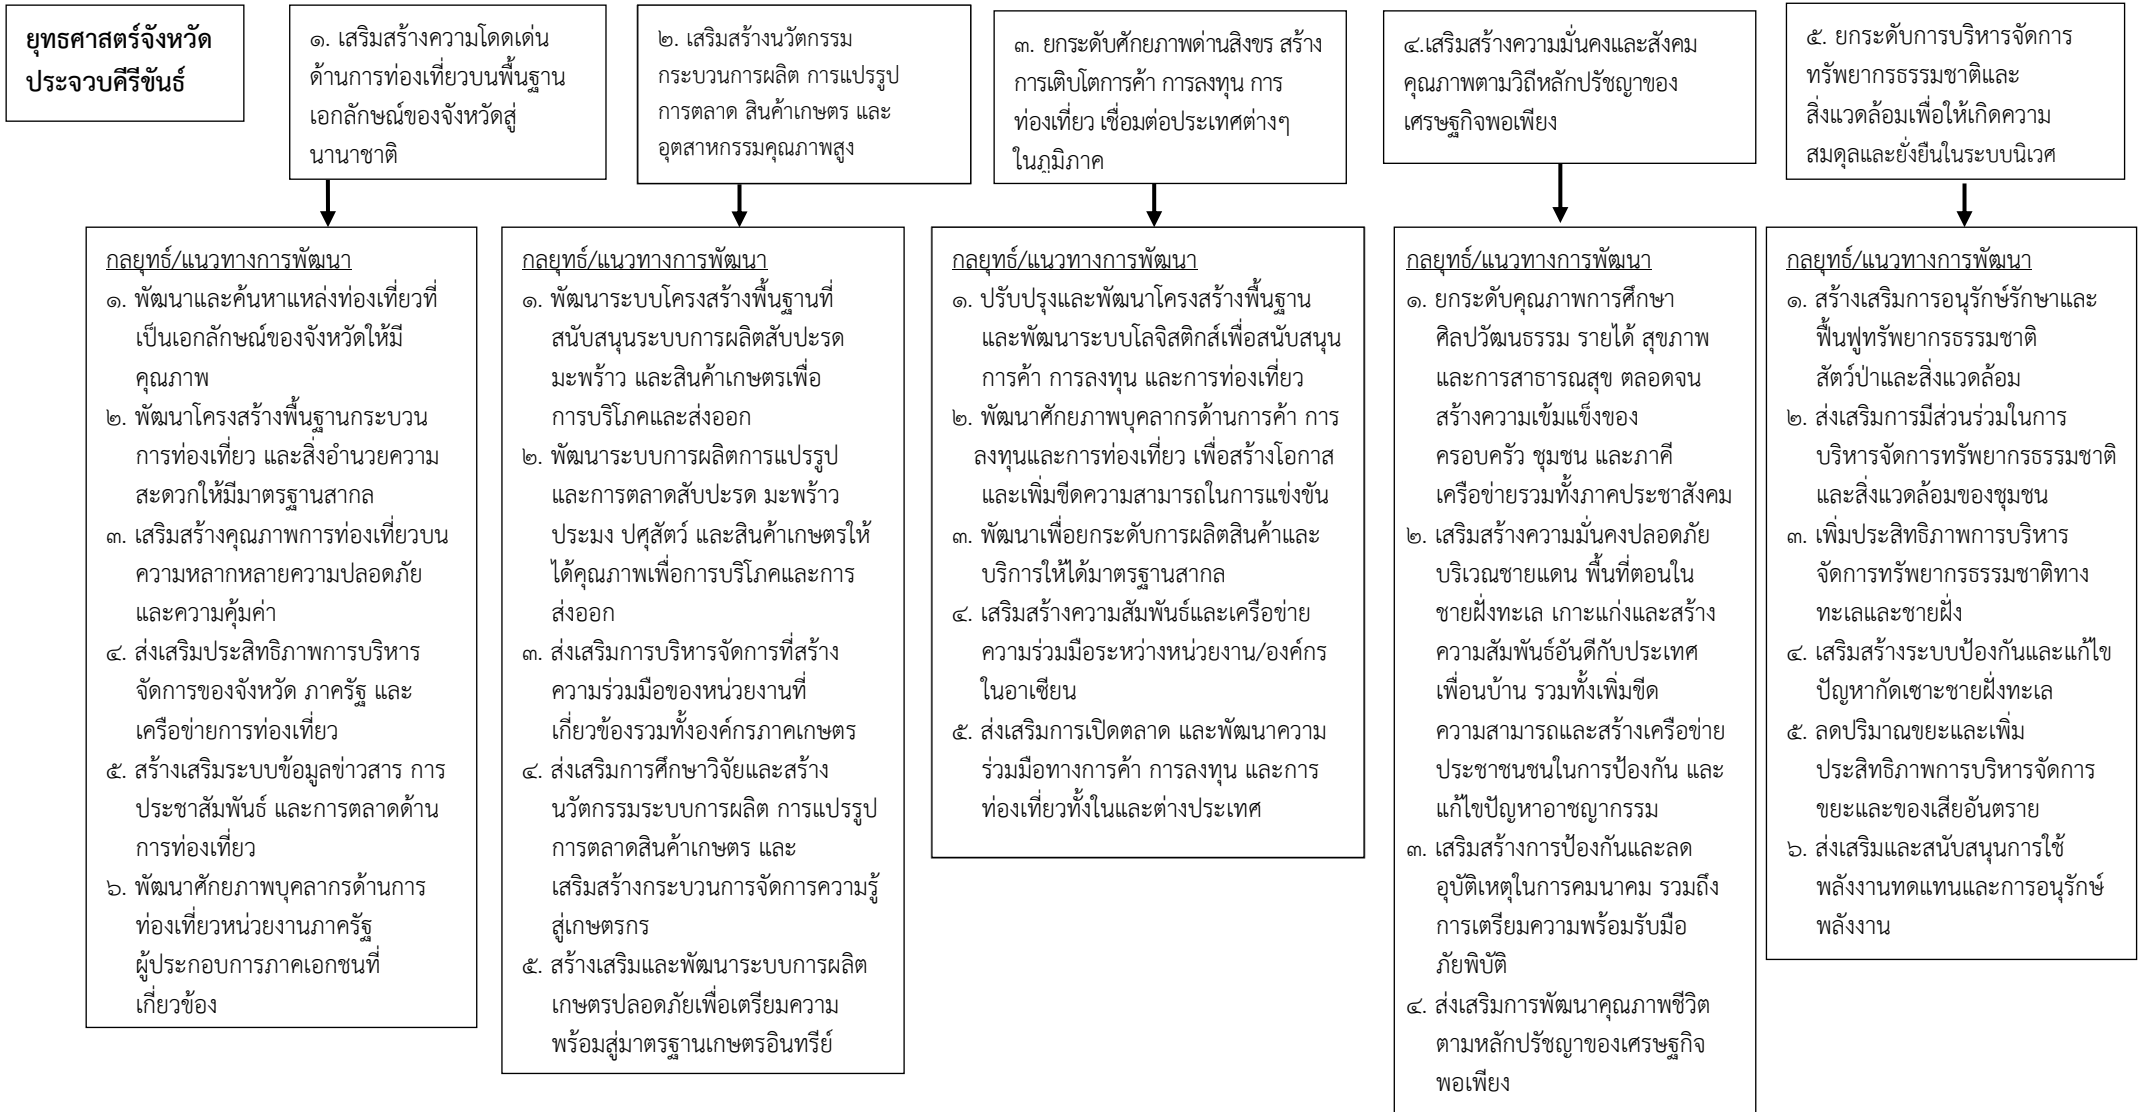 ยุทธศาสตร์จังหวัด
ประจวบคีรีขันธ์
๑. เสริมสร้างความโดดเด่น
ด้านการท่องเที่ยวบนพื้นฐาน
เอกลักษณ์ของจังหวัดสู่
นานาชาติ
๒. เสริมสร้างนวัตกรรม
กระบวนการผลิต การแปรรูป
การตลาด สินค้าเกษตร และ
อุตสาหกรรมคุณภาพสูง
๓. ยกระดับศักยภาพด่านสิงขร สร้าง
การเติบโตการค้า การลงทุน การ
ท่องเที่ยว เชื่อมต่อประเทศต่างๆ
ในภูมิภาค
๔.เสริมสร้างความมั่นคงและสังคม
คุณภาพตามวิถีหลักปรัชญาของ
เศรษฐกิจพอเพียง
๕. ยกระดับการบริหารจัดการ
ทรัพยากรธรรมชาติและ
สิ่งแวดล้อมเพื่อให้เกิดความ
สมดุลและยั่งยืนในระบบนิเวศ
กลยุทธ์/แนวทางการพัฒนา
๑. พัฒนาและค้นหาแหล่งท่องเที่ยวที่
เป็นเอกลักษณ์ของจังหวัดให้มี
คุณภาพ
๒. พัฒนาโครงสร้างพื้นฐานกระบวน
การท่องเที่ยว และสิ่งอำนวยความ
สะดวกให้มีมาตรฐานสากล
๓. เสริมสร้างคุณภาพการท่องเที่ยวบน
ความหลากหลายความปลอดภัย
และความคุ้มค่า
๔. ส่งเสริมประสิทธิภาพการบริหาร
จัดการของจังหวัด ภาครัฐ และ
เครือข่ายการท่องเที่ยว
๕. สร้างเสริมระบบข้อมูลข่าวสาร การ
ประชาสัมพันธ์ และการตลาดด้าน
การท่องเที่ยว
๖. พัฒนาศักยภาพบุคลากรด้านการ
ท่องเที่ยวหน่วยงานภาครัฐ
ผู้ประกอบการภาคเอกชนที่
เกี่ยวข้อง
กลยุทธ์/แนวทางการพัฒนา
๑. พัฒนาระบบโครงสร้างพื้นฐานที่
สนับสนุนระบบการผลิตสับปะรด
มะพร้าว และสินค้าเกษตรเพื่อ
การบริโภคและส่งออก
๒. พัฒนาระบบการผลิตการแปรรูป
และการตลาดสับปะรด มะพร้าว
ประมง ปศุสัตว์ และสินค้าเกษตรให้
ได้คุณภาพเพื่อการบริโภคและการ
ส่งออก
๓. ส่งเสริมการบริหารจัดการที่สร้าง
ความร่วมมือของหน่วยงานที่
เกี่ยวข้องรวมทั้งองค์กรภาคเกษตร
๔. ส่งเสริมการศึกษาวิจัยและสร้าง
นวัตกรรมระบบการผลิต การแปรรูป
การตลาดสินค้าเกษตร และ
เสริมสร้างกระบวนการจัดการความรู้
สู่เกษตรกร
๕. สร้างเสริมและพัฒนาระบบการผลิต
เกษตรปลอดภัยเพื่อเตรียมความ
พร้อมสู่มาตรฐานเกษตรอินทรีย์
กลยุทธ์/แนวทางการพัฒนา
๑. ปรับปรุงและพัฒนาโครงสร้างพื้นฐาน
และพัฒนาระบบโลจิสติกส์เพื่อสนับสนุน
การค้า การลงทุน และการท่องเที่ยว
๒. พัฒนาศักยภาพบุคลากรด้านการค้า การ
ลงทุนและการท่องเที่ยว เพื่อสร้างโอกาส
และเพิ่มขีดความสามารถในการแข่งขัน
๓. พัฒนาเพื่อยกระดับการผลิตสินค้าและ
บริการให้ได้มาตรฐานสากล
๔. เสริมสร้างความสัมพันธ์และเครือข่าย
ความร่วมมือระหว่างหน่วยงาน/องค์กร
ในอาเซียน
๕. ส่งเสริมการเปิดตลาด และพัฒนาความ
ร่วมมือทางการค้า การลงทุน และการ
ท่องเที่ยวทั้งในและต่างประเทศ
กลยุทธ์/แนวทางการพัฒนา
๑. ยกระดับคุณภาพการศึกษา
ศิลปวัฒนธรรม รายได้ สุขภาพ
และการสาธารณสุข ตลอดจน
สร้างความเข้มแข็งของ
ครอบครัว ชุมชน และภาคี
เครือข่ายรวมทั้งภาคประชาสังคม
๒. เสริมสร้างความมั่นคงปลอดภัย
บริเวณชายแดน พื้นที่ตอนใน
ชายฝั่งทะเล เกาะแก่งและสร้าง
ความสัมพันธ์อันดีกับประเทศ
เพื่อนบ้าน รวมทั้งเพิ่มขีด
ความสามารถและสร้างเครือข่าย
ประชาชนชนในการป้องกัน และ
แก้ไขปัญหาอาชญากรรม
๓. เสริมสร้างการป้องกันและลด
อุบัติเหตุในการคมนาคม รวมถึง
การเตรียมความพร้อมรับมือ
ภัยพิบัติ
๔. ส่งเสริมการพัฒนาคุณภาพชีวิต
ตามหลักปรัชญาของเศรษฐกิจ
พอเพียง
กลยุทธ์/แนวทางการพัฒนา
๑. สร้างเสริมการอนุรักษ์รักษาและ
ฟื้นฟูทรัพยากรธรรมชาติ
สัตว์ป่าและสิ่งแวดล้อม
๒. ส่งเสริมการมีส่วนร่วมในการ
บริหารจัดการทรัพยากรธรรมชาติ
และสิ่งแวดล้อมของชุมชน
๓. เพิ่มประสิทธิภาพการบริหาร
จัดการทรัพยากรธรรมชาติทาง
ทะเลและชายฝั่ง
๔. เสริมสร้างระบบป้องกันและแก้ไข
ปัญหากัดเซาะชายฝั่งทะเล
๕. ลดปริมาณขยะและเพิ่ม
ประสิทธิภาพการบริหารจัดการ
ขยะและของเสียอันตราย
๖. ส่งเสริมและสนับสนุนการใช้
พลังงานทดแทนและการอนุรักษ์
พลังงาน